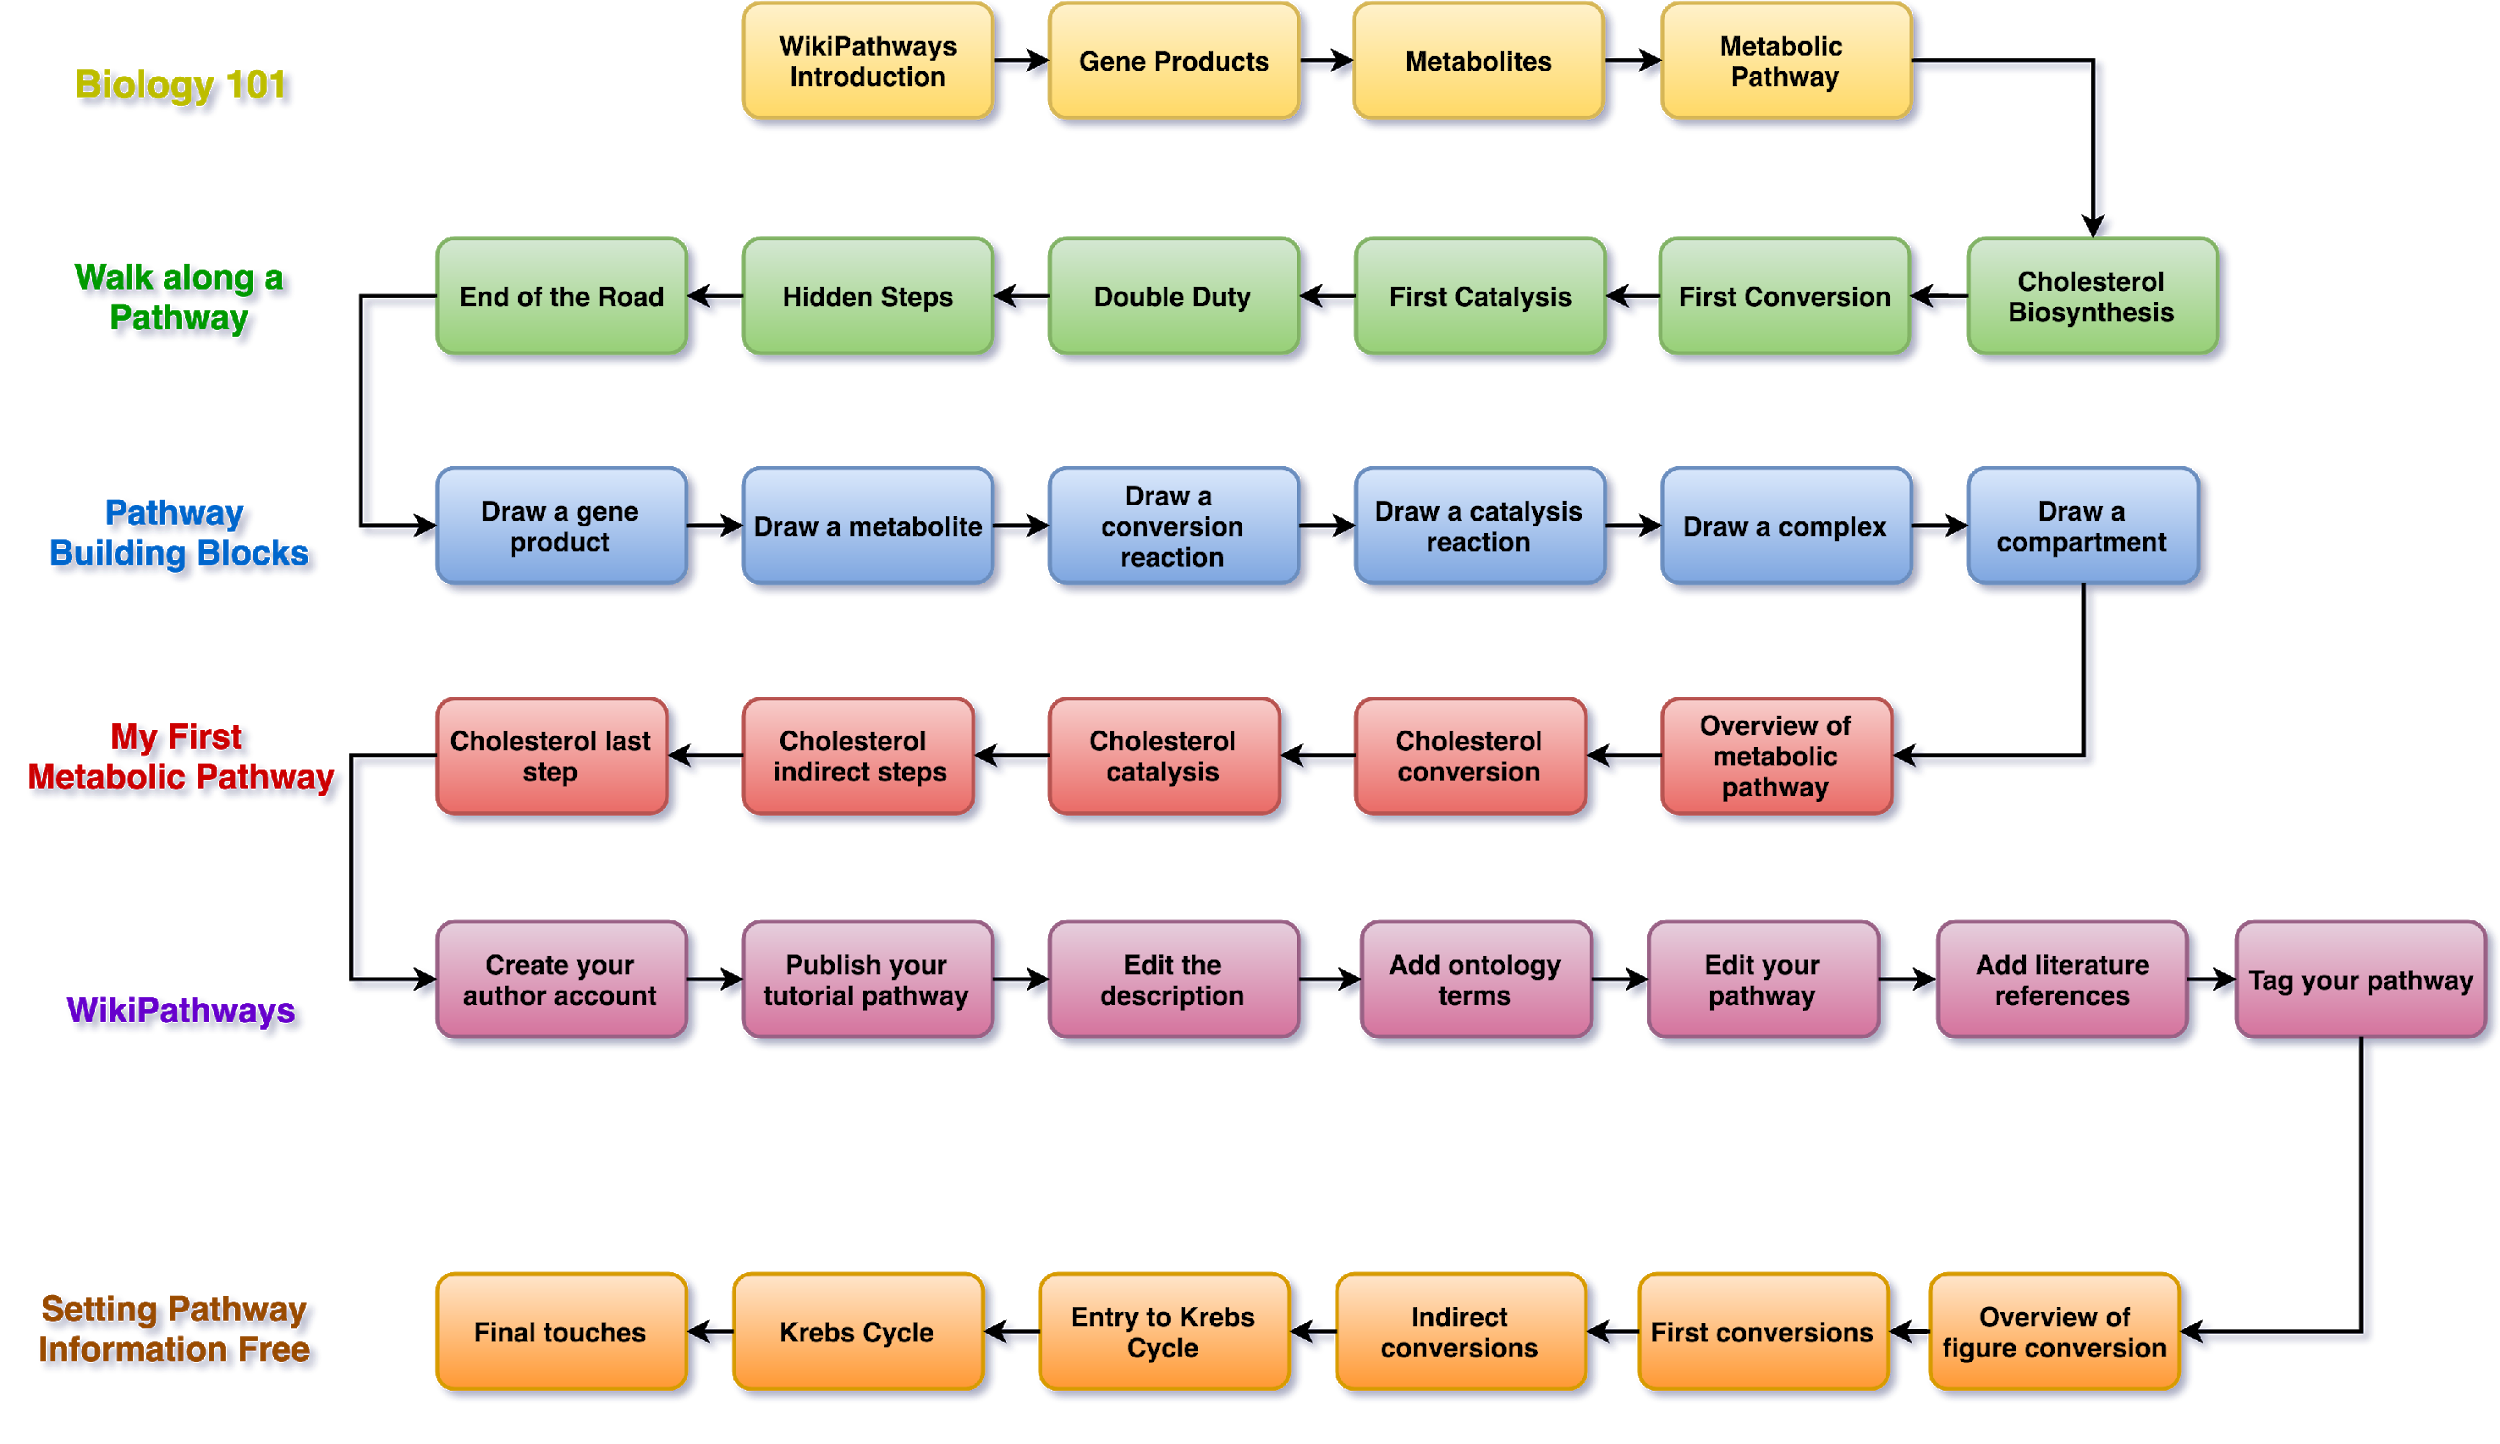 Biology 101
WikiPathways
Introduction
Gene Products
Metabolites
Metabolic
Pathway
Walk along a
Pathway
End of the Road
Hidden Steps
Double Duty
First Catalysis
First Conversion
Cholesterol
Biosynthesis
Pathway
Building Blocks
Draw a gene
product
Draw a metabolite
Draw a
conversion
reaction
Draw a catalysis
reaction
Draw a complex
Draw a
compartment
My First
Metabolic Pathway
Cholesterol last
step
Cholesterol
indirect steps
Cholesterol
catalysis
Cholesterol
conversion
Overview of
metabolic
pathway
WikiPathways
Create your
author account
Publish your
tutorial pathway
Edit the
description
Add ontology
terms
Edit your
pathway
Add literature
references
Tag your pathway
Setting Pathway
Information Free
Final touches
Krebs Cycle
Entry to Krebs
Cycle
Indirect
conversions
First conversions
Overview of
figure conversion